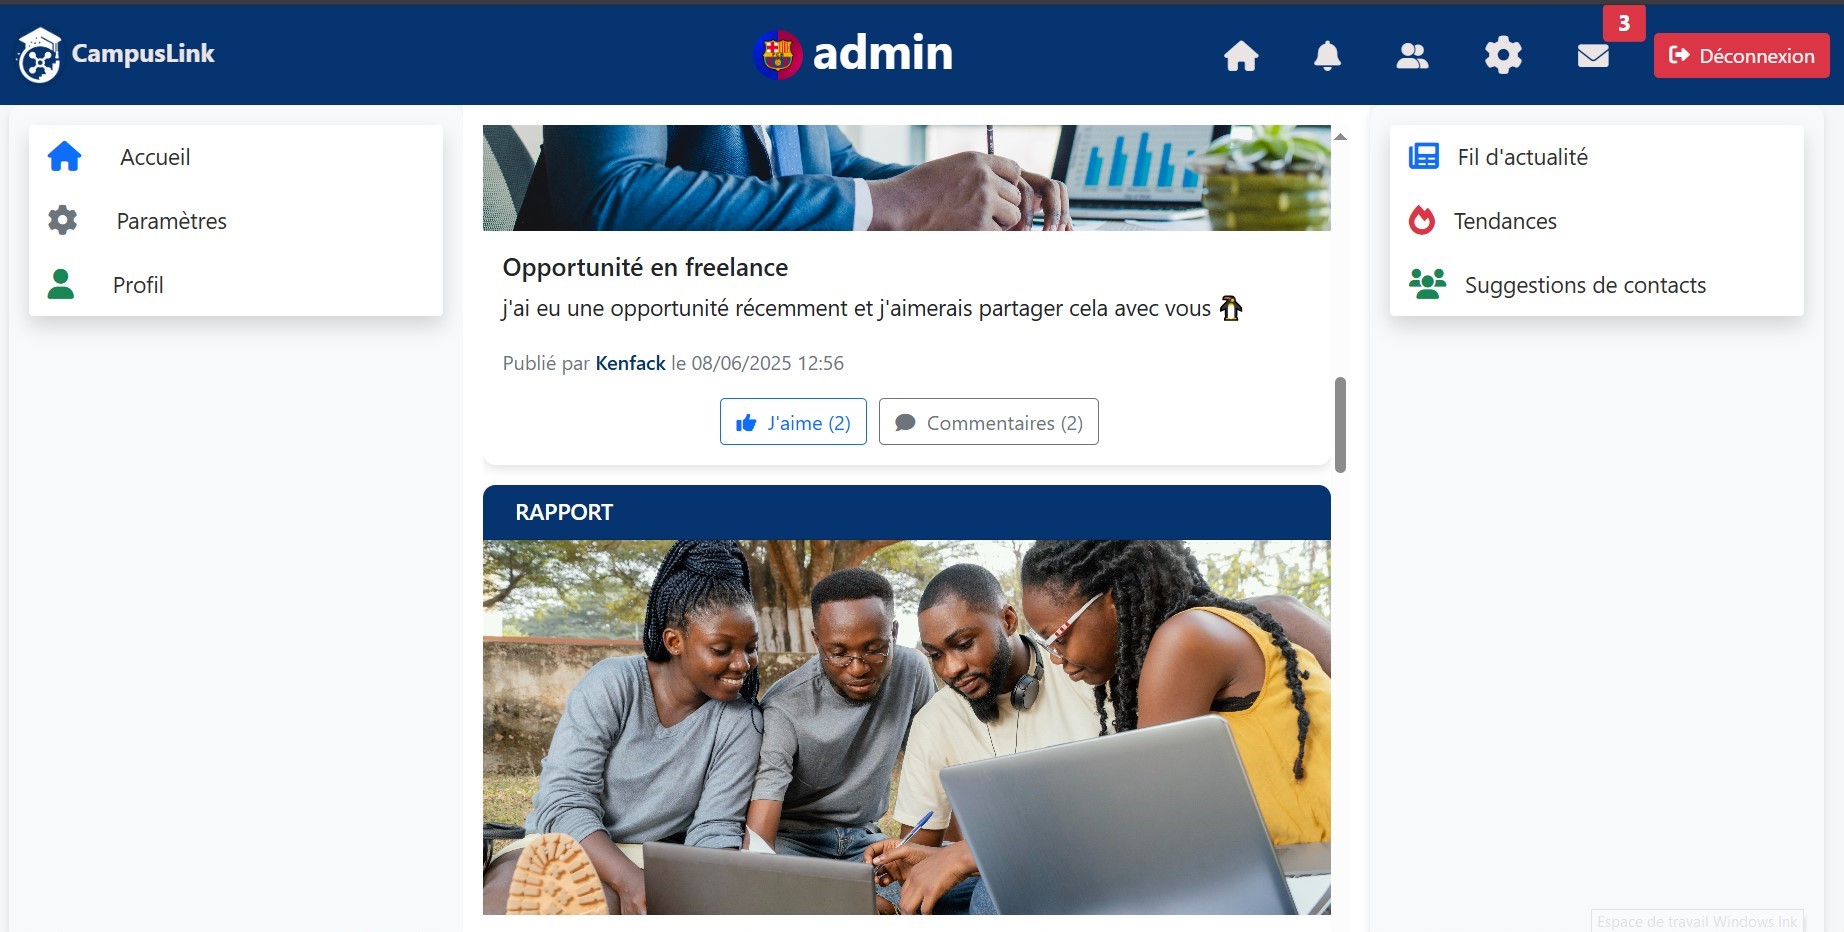 CampusLink
admin
3
Déconnexion
Accueil
Paramètres
Profil
Opportunité en freelance
j'ai eu une opportunité récemment et j'aimerais partager cela avec vous 🐧
Publié par Kenfack le 08/06/2025 12:56
J'aime (2)
Commentaires (2)
RAPPORT
Fil d'actualité
Tendances
Suggestions de contacts
Espace de travail Windows Ink